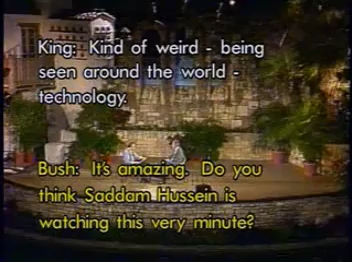 King: Kind of weird - being
seen around the world -
technology.
Bush: It's amazing. Do you
think Saddam Hussein is
watching this very minute?